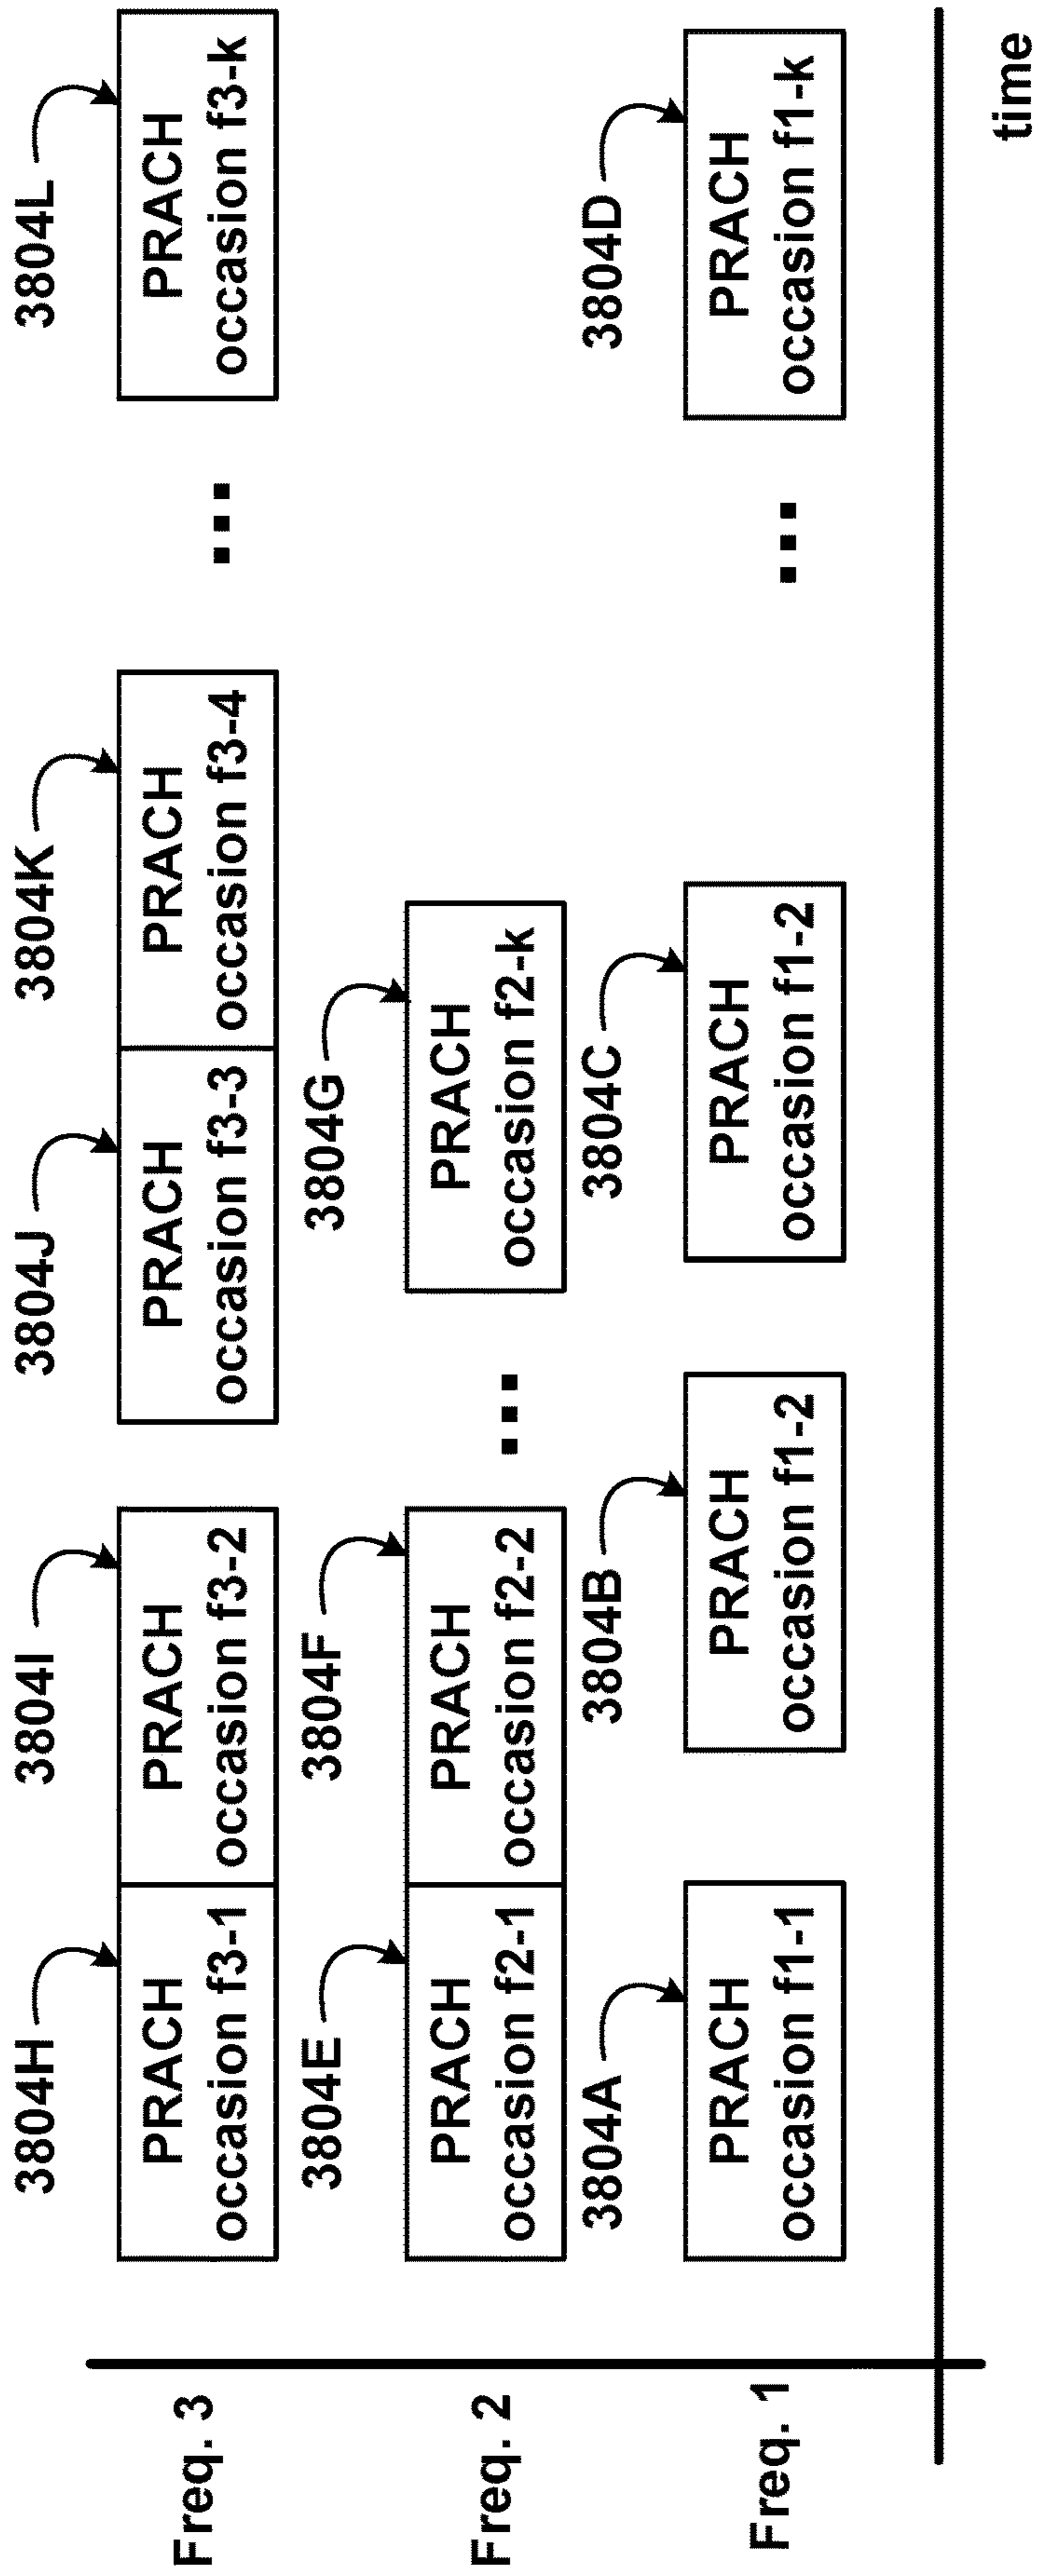 3804H
3804I
3804J
3804K
3804L
Freq. 3
PRACH
occasion f3-1
PRACH
occasion f3-2
PRACH
occasion f3-3
PRACH
occasion f3-4
...
PRACH
occasion f3-k
3804E
3804F
3804G
Freq. 2
PRACH
occasion f2-1
PRACH
occasion f2-2
...
PRACH
occasion f2-k
3804A
3804B
3804C
3804D
Freq. 1
PRACH
occasion f1-1
PRACH
occasion f1-2
PRACH
occasion f1-2
...
PRACH
occasion f1-k
time